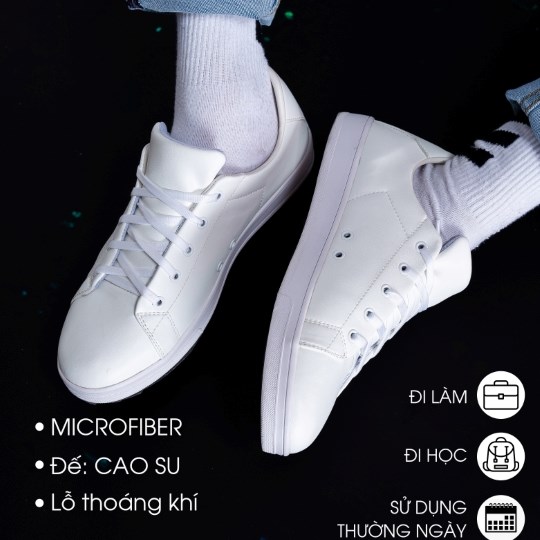 • MICROFIBER
• Đế: CAO SU
• Lỗ thoáng khí
ĐI LÀM
ĐI HỌC
SỬ DỤNG
THƯỜNG NGÀY